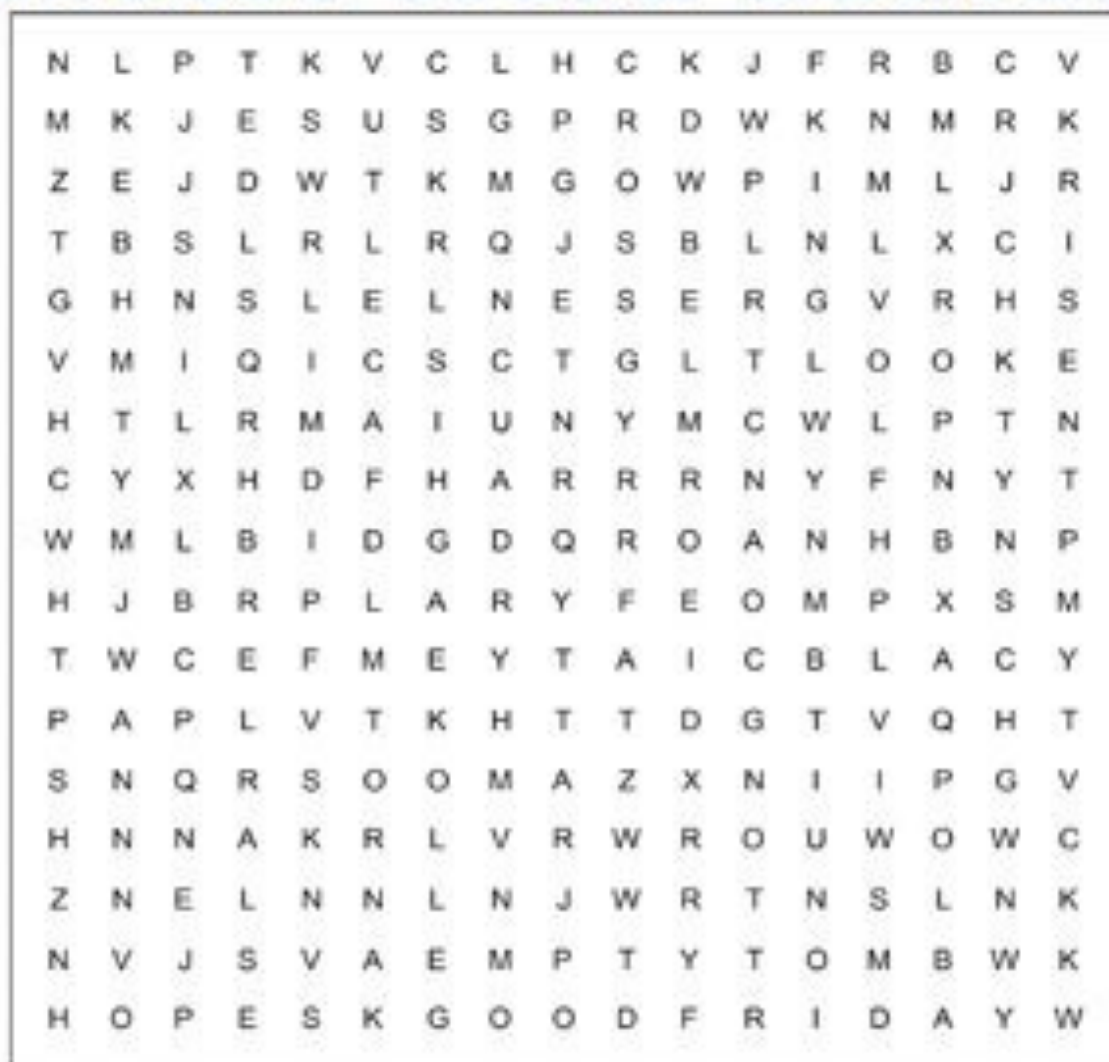 N L P T K V C L H C K J F R B C V
M K J E S U S G P R D W K N M R K
Z E J D W T K M G O W P I M L J R
T B S L R L R Q J S B L N L X C I
G H N S L E L N E S E R G V R H S
V M I Q I C S C T G L T L O O K E
H T L R M A I U N Y M C W L P T N
C Y X H D F H A R R R N Y F N Y T
W M L B I D G D Q R O A N H B N P
H J B R P L A R Y F E O M P X S M
T W C E F M E Y T A I C B L A C Y
P A P L V T K H T T D G T V Q H T
S N Q R S O O M A Z X N I I P G V
H N N A K R L V R W R O U W O W C
Z N E L N N L N J W R T N S L N K
N V J S V A E M P T Y T O M B W K
H O P E S K G O O D F R I D A Y W